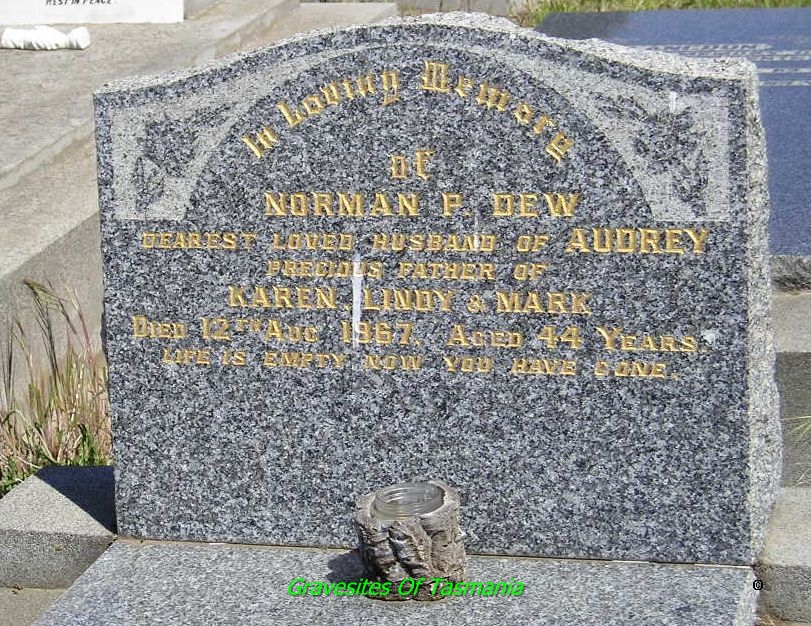 REST IN PEACE.
In Loving Memory
of
NORMAN P. DEW
DEAREST LOVED HUSBAND OF AUDREY
PRECIOUS FATHER OF
KAREN, LINDY & MARK
DIED 12TH AUG 1967, AGED 44 YEARS.
LIFE IS EMPTY NOW YOU HAVE GONE.
Gravesites Of Tasmania
©